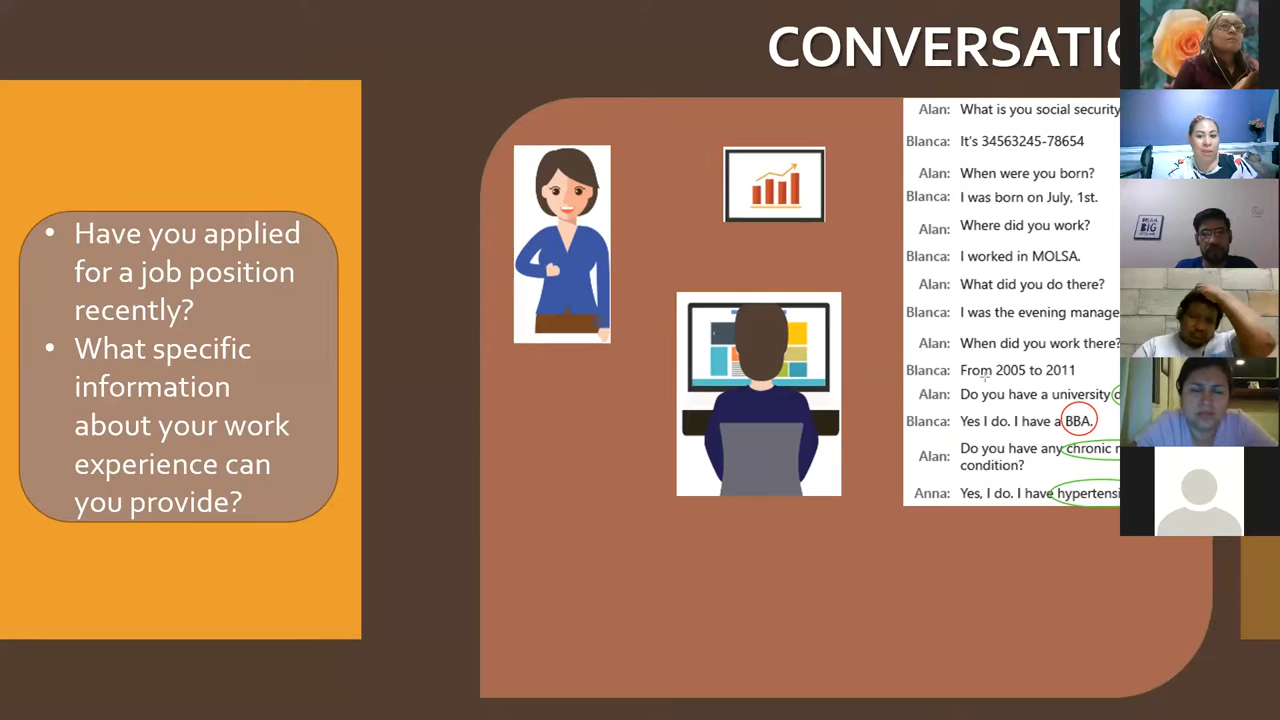 CONVERSATIO
• Have you applied
for a job position
recently?
• What specific
information
about your work
experience can
you provide?
Alan: What is you social security
Blanca: It's 34563245-78654
Alan: When were you born?
Blanca: I was born on July, 1st.
Alan: Where did you work?
Blanca: I worked in MOLSA.
Alan: What did you do there?
Blanca: I was the evening manage
Alan: When did you work there?
Blanca: From 2005 to 2011
Alan: Do you have a university
Blanca: Yes I do. I have a BBA.
Alan: Do you have any chronic
condition?
Anna: Yes, I do. I have hypertensi
DREAM
BIG